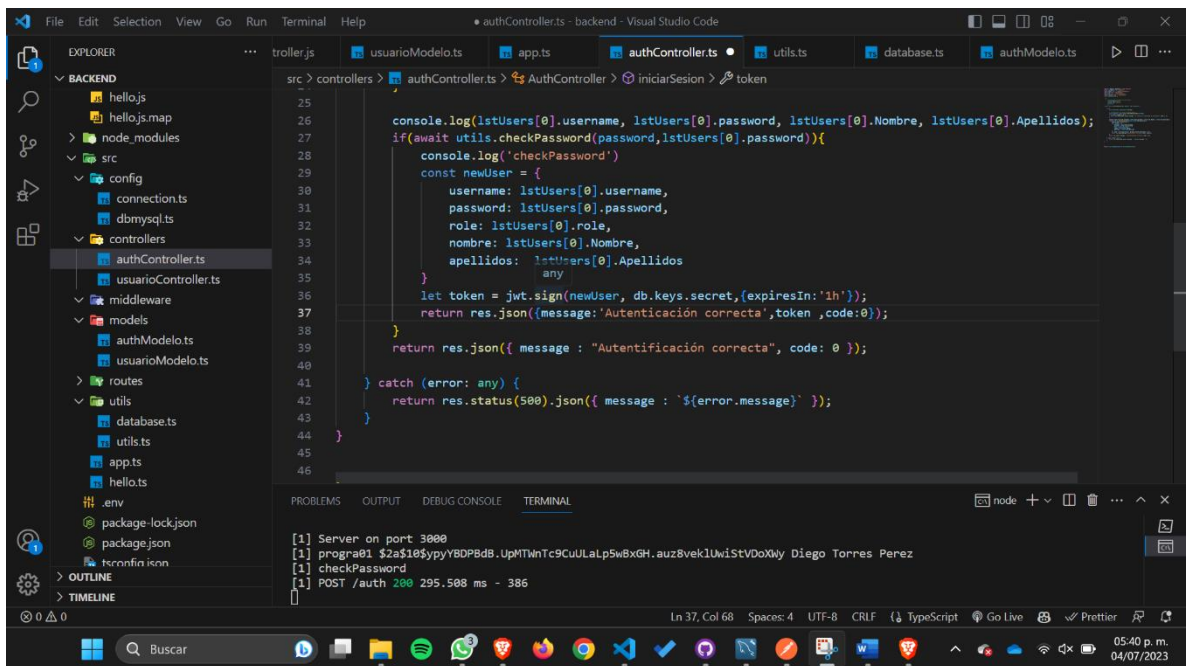 File Edit Selection View Go Run Terminal Help
● authController.ts - backend - Visual Studio Code
EXPLORER
troller.js usuarioModelo.ts app.ts authController.ts ● utils.ts database.ts authModelo.ts
src > controllers > authController.ts > AuthController > iniciarSesion > token
BACKEND
hello.js
hello.js.map
node_modules
src
config
connection.ts
dbmysql.ts
controllers
authController.ts
usuarioController.ts
middleware
models
authModelo.ts
usuarioModelo.ts
routes
utils
database.ts
utils.ts
app.ts
hello.ts
.env
package-lock.json
package.json
tsconfig.json
OUTLINE
TIMELINE
25
26 console.log(lstUsers[0].username, lstUsers[0].password, lstUsers[0].Nombre, lstUsers[0].Apellidos);
27 if(await utils.checkPassword(password,lstUsers[0].password)){
28 console.log('checkPassword')
29 const newUser = {
30 username: lstUsers[0].username,
31 password: lstUsers[0].password,
32 role: lstUsers[0].role,
33 nombre: lstUsers[0].Nombre,
34 apellidos: lstUsers[0].Apellidos
any
35 }
36 let token = jwt.sign(newUser, db.keys.secret,{expiresIn:'1h'});
37 return res.json({message:'Autenticación correcta',token ,code:0});
38 }
39 return res.json({ message : "Autentificación correcta", code: 0 });
40
41 } catch (error: any) {
42 return res.status(500).json({ message : `${error.message}` });
43 }
44 }
45
46
PROBLEMS OUTPUT DEBUG CONSOLE TERMINAL
node
[1] Server on port 3000
[1] progra01 $2a$10$ypyYBDPBdB.UpMTWnTc9CuULaLp5wBxGH.auz8veklUwiStVDoXWy Diego Torres Perez
[1] checkPassword
[1] POST /auth 200 295.508 ms - 386
0 0 Ln 37, Col 68 Spaces: 4 UTF-8 CRLF {} TypeScript Go Live Prettier
Buscar
05:40 p. m.
04/07/2023